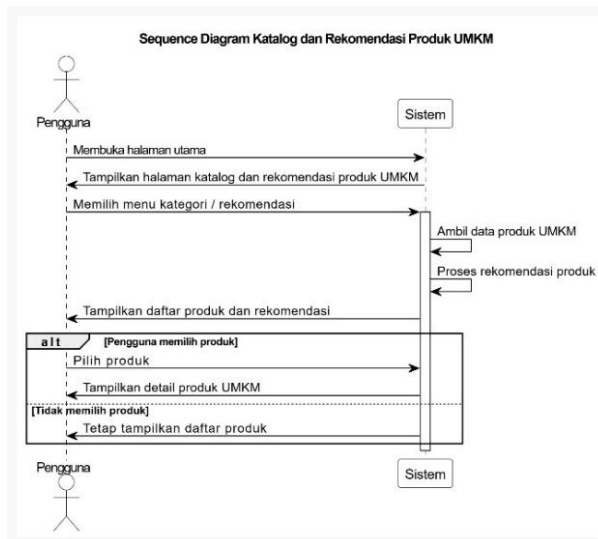 Sequence Diagram Katalog dan Rekomendasi Produk UMKM
Pengguna
Sistem
Membuka halaman utama
Tampilkan halaman katalog dan rekomendasi produk UMKM
Memilih menu kategori / rekomendasi
Ambil data produk UMKM
Proses rekomendasi produk
Tampilkan daftar produk dan rekomendasi
alt
[Pengguna memilih produk]
Pilih produk
Tampilkan detail produk UMKM
[Tidak memilih produk]
Tetap tampilkan daftar produk
Pengguna
Sistem